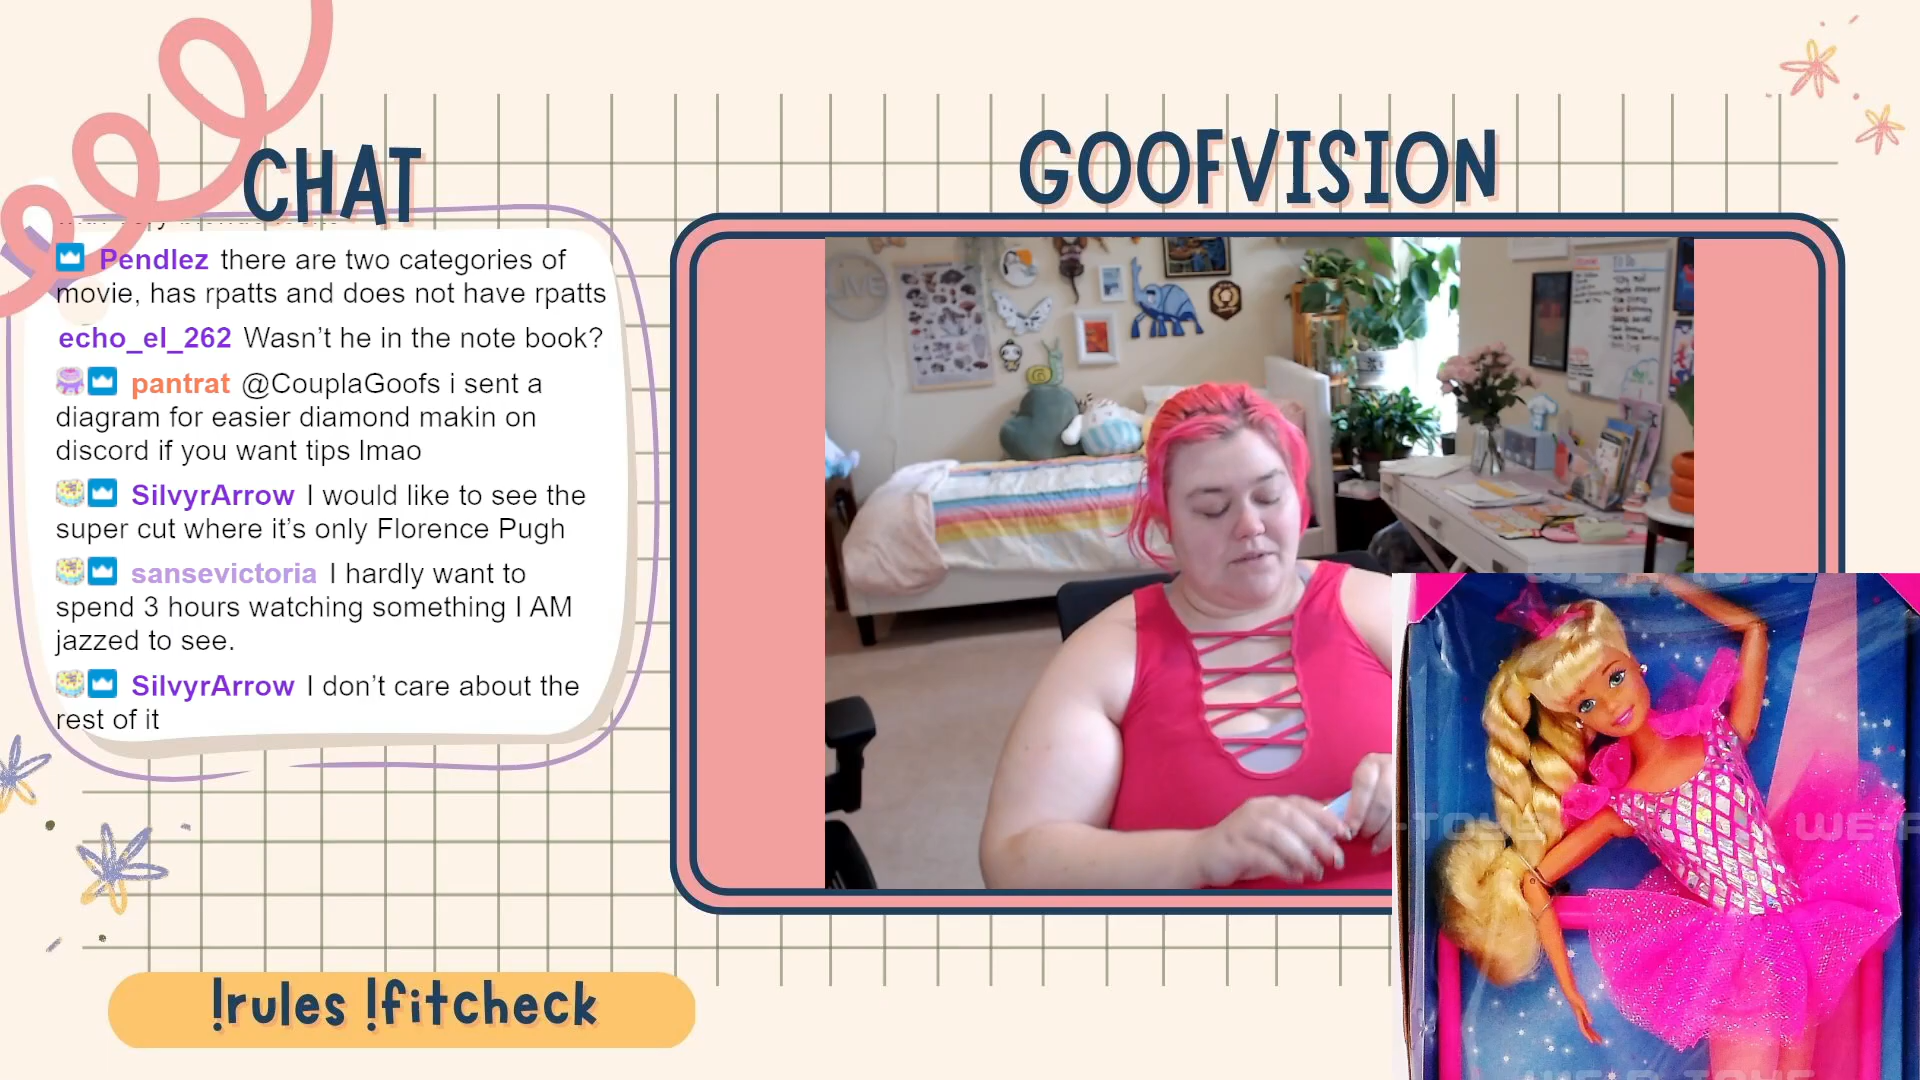 CHAT
GOOFVISION
Pendlez there are two categories of
movie, has rpatts and does not have rpatts
echo_el_262 Wasn’t he in the note book?
pantrat @CouplaGoofs i sent a
diagram for easier diamond makin on
discord if you want tips lmao
SilvyrArrow I would like to see the
super cut where it’s only Florence Pugh
sansevictoria I hardly want to
spend 3 hours watching something I AM
jazzed to see.
SilvyrArrow I don’t care about the
rest of it
!rules !fitcheck
LIVE
To Do